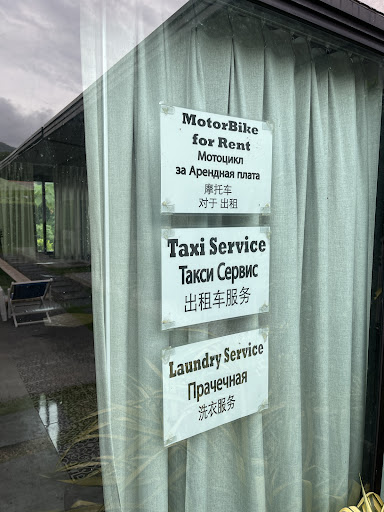 MotorBike
for Rent
Мотоцикл
за Арендная плата
摩托车
对于 出租
Taxi Service
Такси Сервис
出租车服务
Laundry Service
Прачечная
洗衣服务